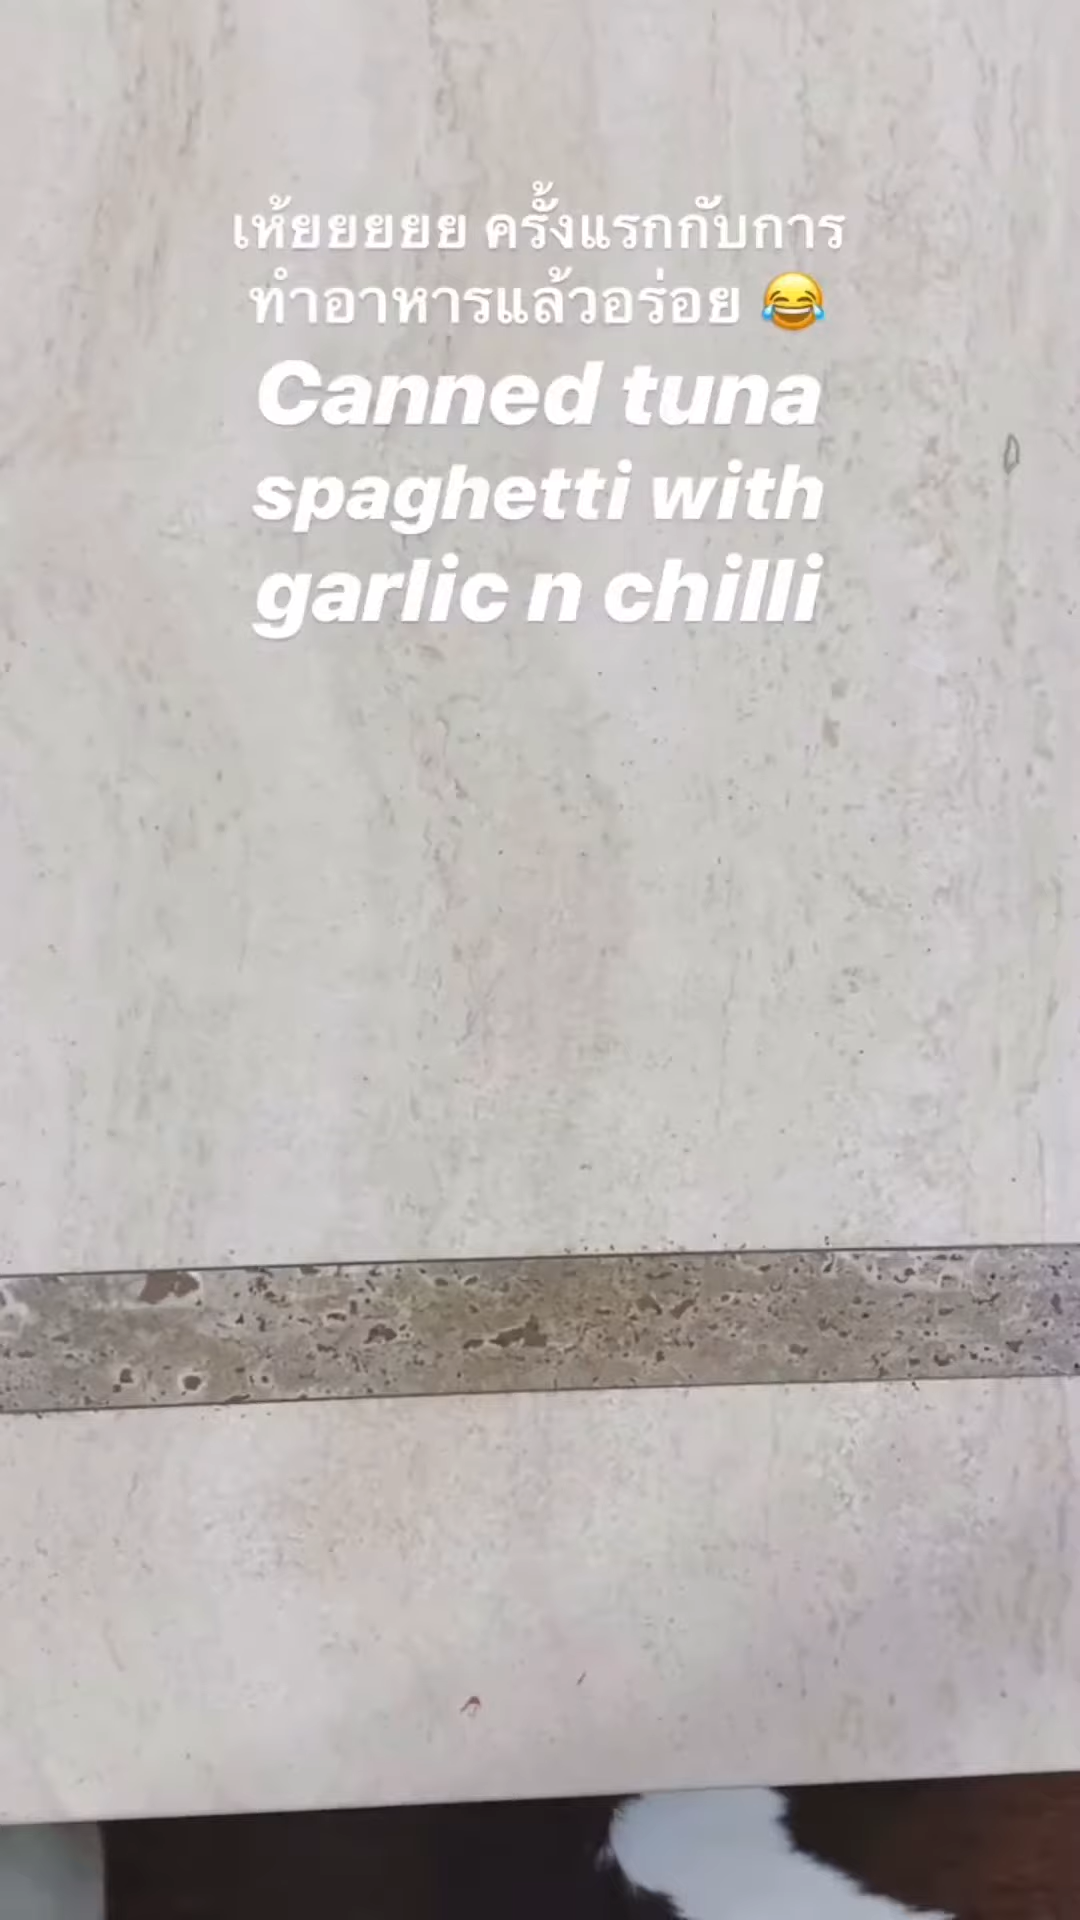 เห้ยยยยย ครั้งแรกกับการ
ทำอาหารแล้วอร่อย 😂
Canned tuna
spaghetti with
garlic n chilli